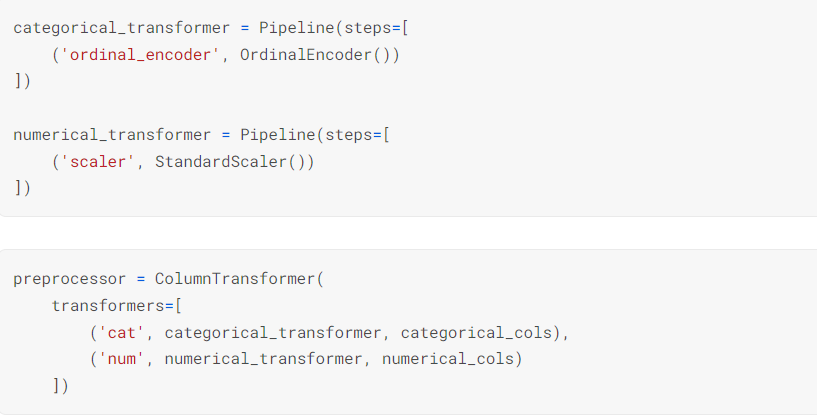 categorical_transformer = Pipeline(steps=[
    ('ordinal_encoder', OrdinalEncoder())
])
numerical_transformer = Pipeline(steps=[
    ('scaler', StandardScaler())
])
preprocessor = ColumnTransformer(
    transformers=[
        ('cat', categorical_transformer, categorical_cols),
        ('num', numerical_transformer, numerical_cols)
    ])